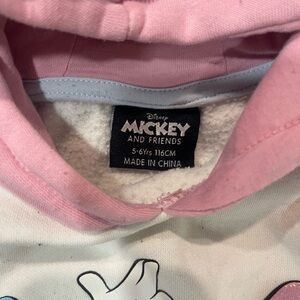 Disney
MICKEY
AND FRIENDS
5-6Yrs 116CM
MADE IN CHINA